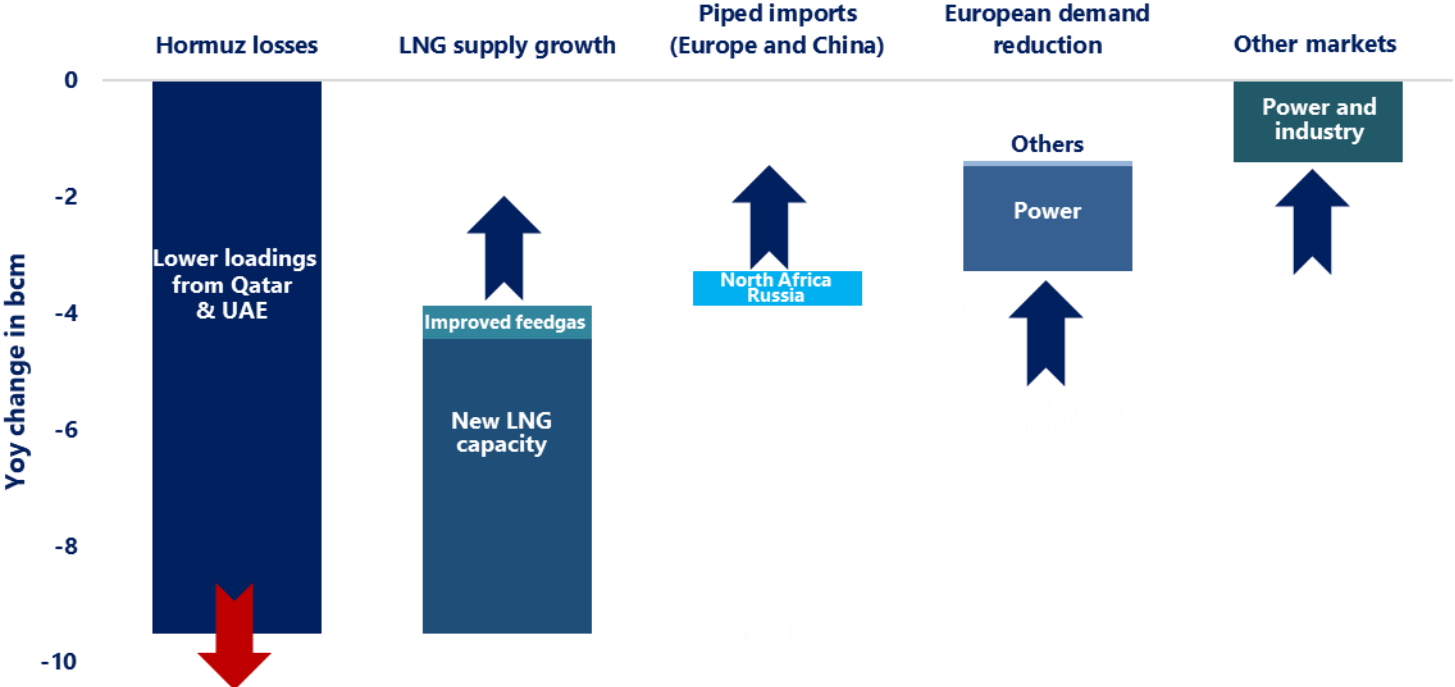 Hormuz losses
LNG supply growth
Piped imports
(Europe and China)
European demand
reduction
Other markets
Yoy change in bcm
0
-2
-4
-6
-8
-10
Lower loadings
from Qatar
& UAE
Improved feedgas
New LNG
capacity
North Africa
Russia
Others
Power
Power and
industry